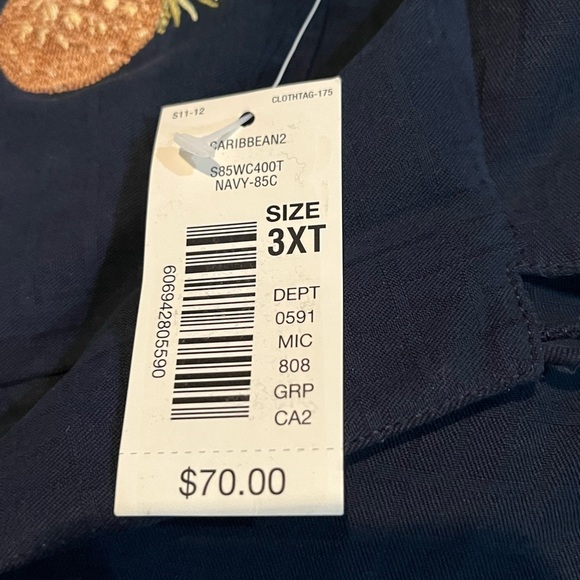 S11-12
CLOTHTAG-175
CARIBBEAN2
S85WC400T
NAVY-85C
SIZE
3XT
606942805590
DEPT
0591
MIC
808
GRP
CA2
$70.00